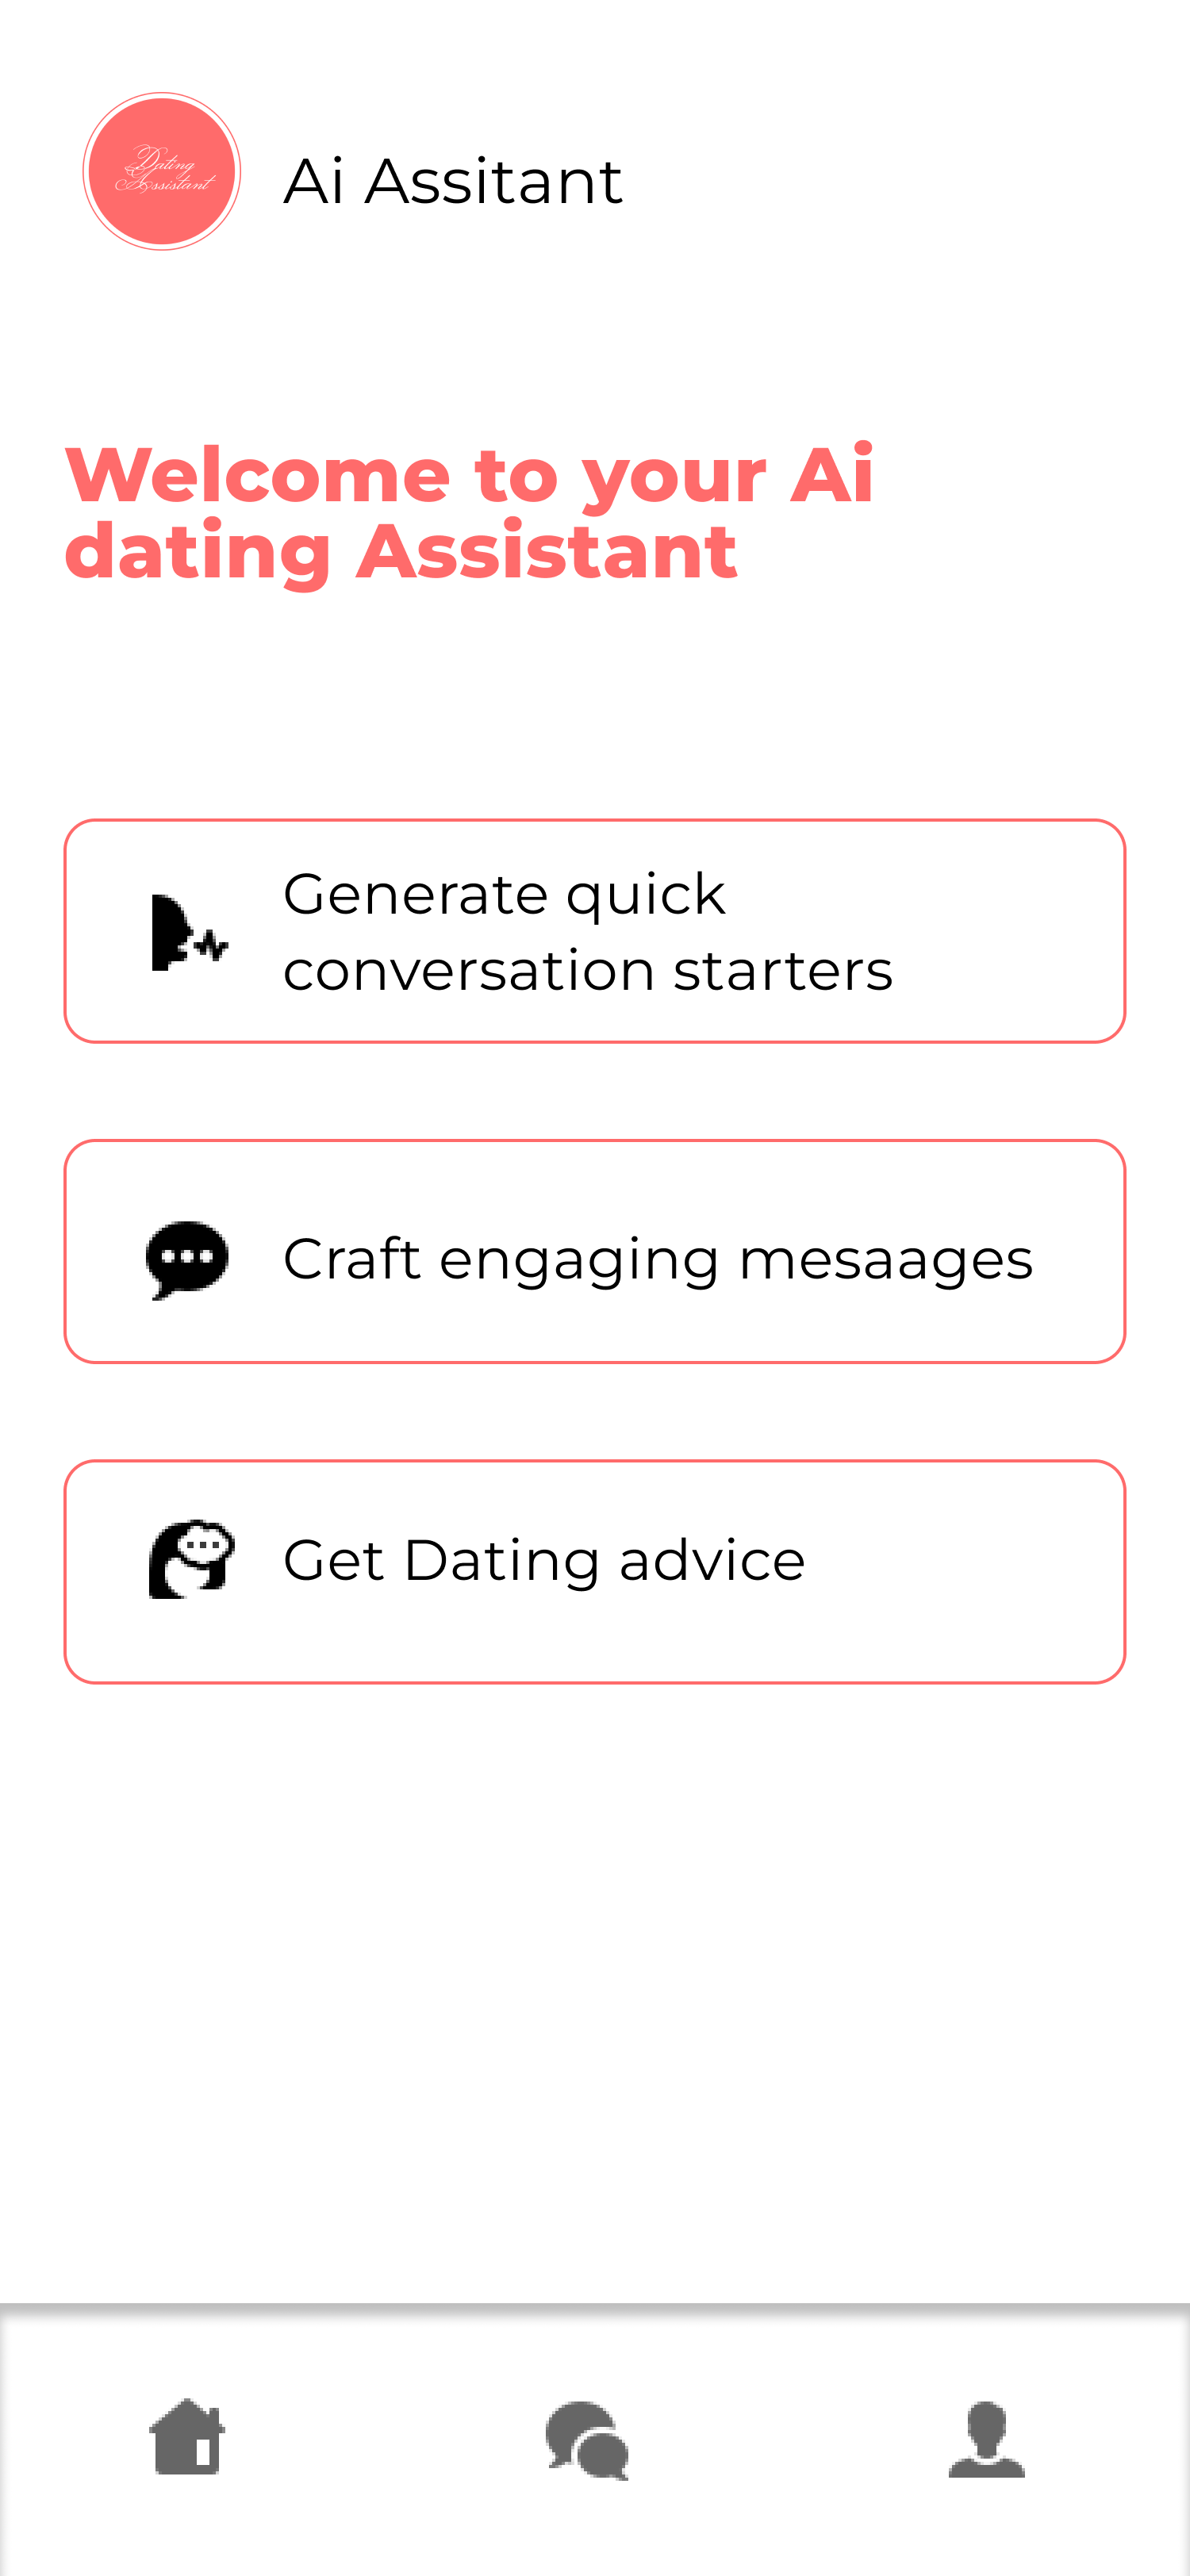 Dating
Assistant
Ai Assitant
Welcome to your Ai
dating Assistant
Generate quick
conversation starters
Craft engaging mesaages
Get Dating advice